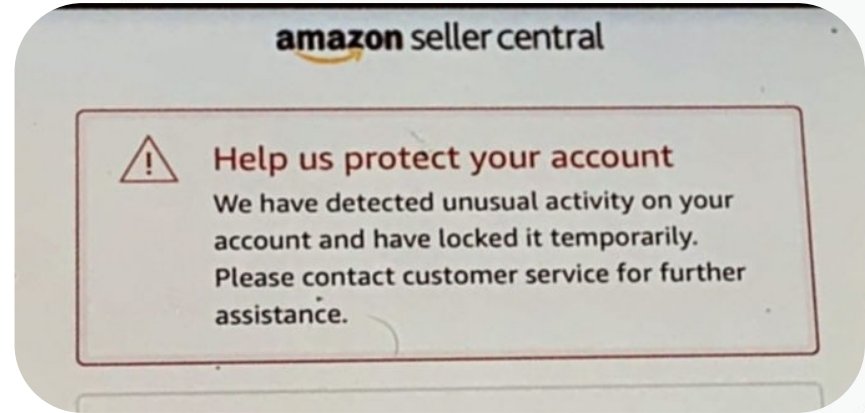 amazon seller central
Help us protect your account
We have detected unusual activity on your
account and have locked it temporarily.
Please contact customer service for further
assistance.